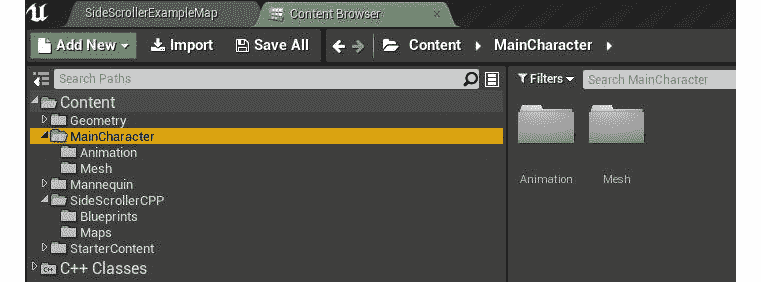 SideScrollerExampleMap Content Browser
Add New Import Save All Content MainCharacter
Search Paths Filters Search MainCharacter
Content
Geometry
MainCharacter
Animation
Mesh
Mannequin
SideScrollerCPP
Blueprints
Maps
StarterContent
C++ Classes
Animation Mesh